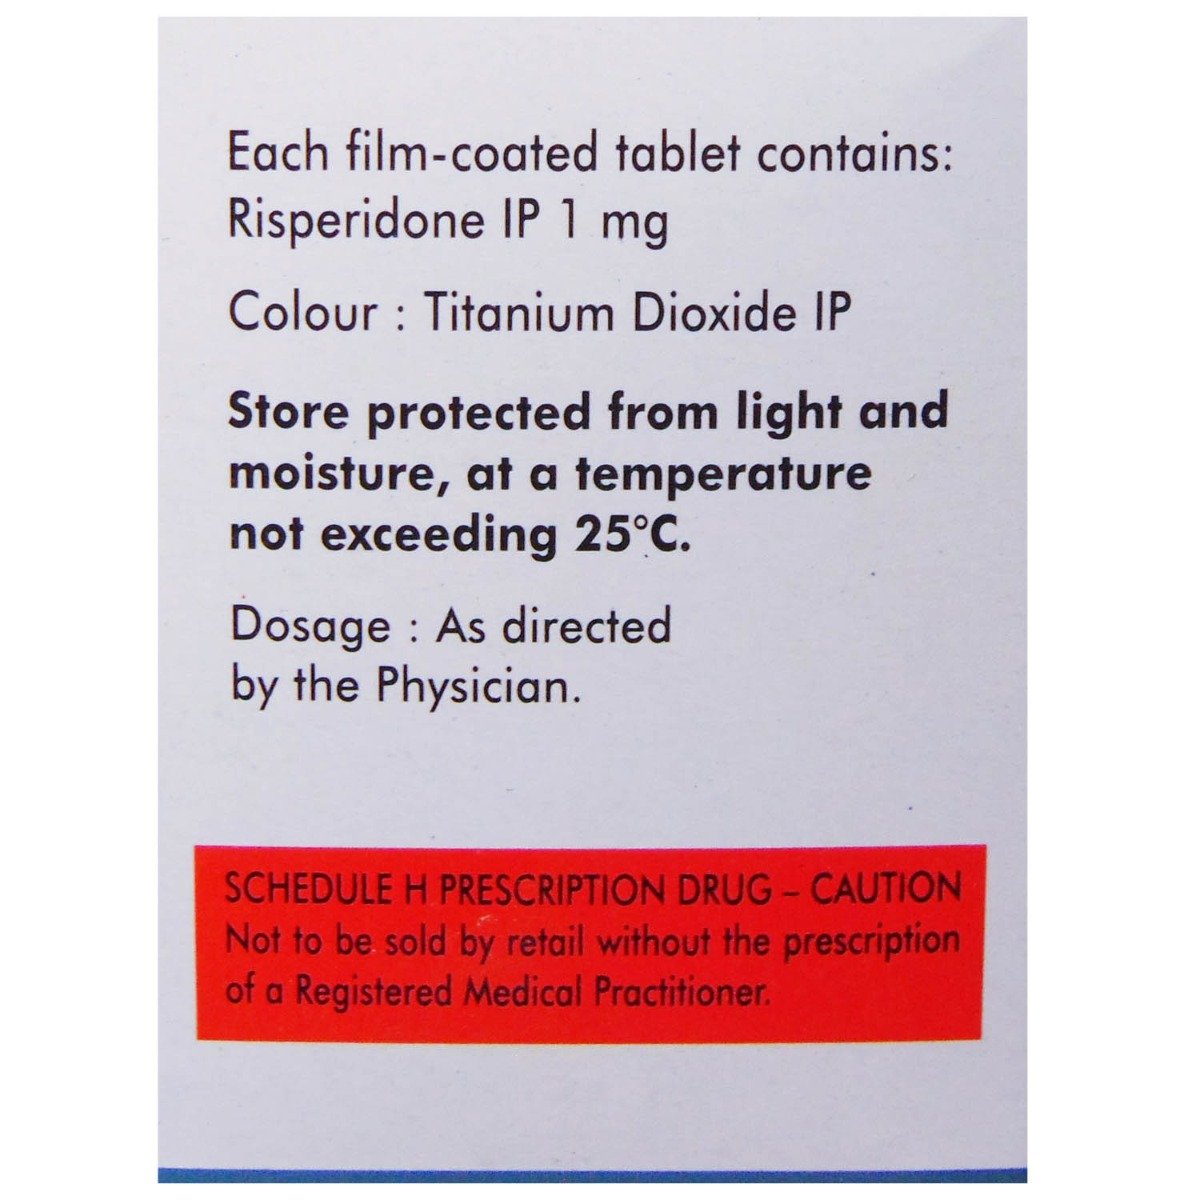 Each film-coated tablet contains:
Risperidone IP 1 mg
Colour : Titanium Dioxide IP
Store protected from light and
moisture, at a temperature
not exceeding 25°C.
Dosage : As directed
by the Physician.
SCHEDULE H PRESCRIPTION DRUG – CAUTION
Not to be sold by retail without the prescription
of a Registered Medical Practitioner.